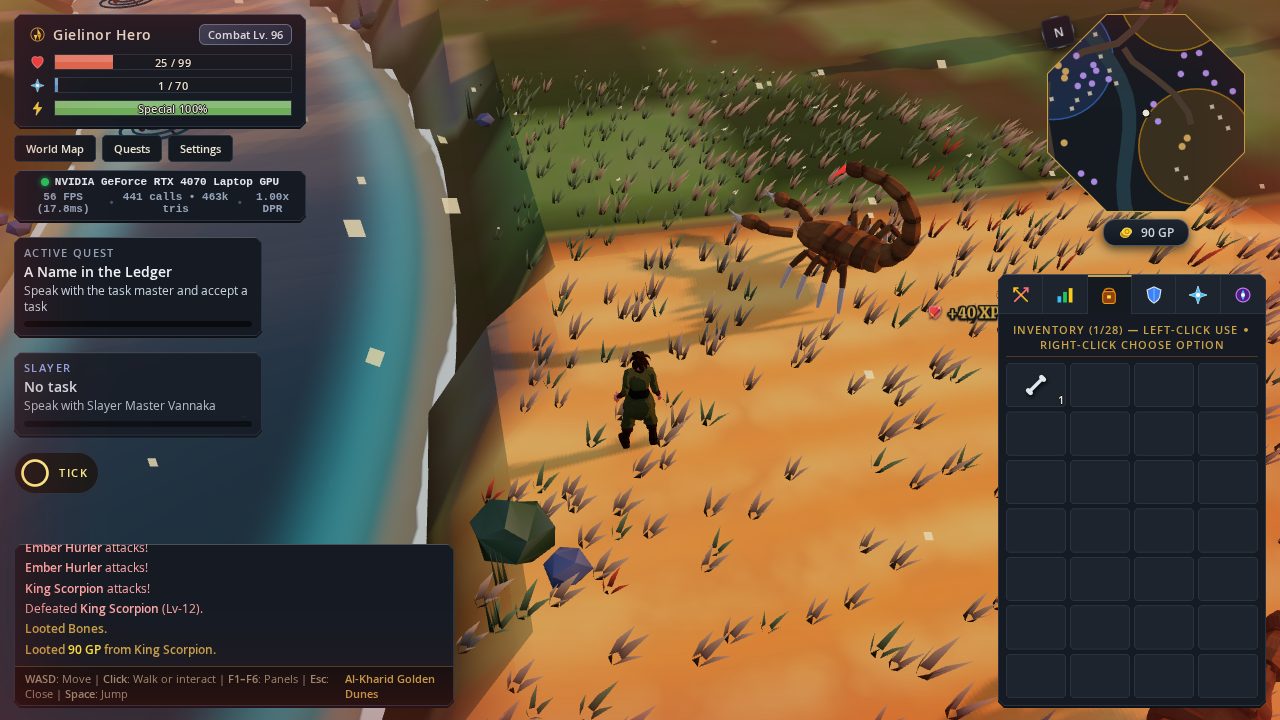 Gielinor Hero
Combat Lv. 96
25 / 99
1 / 70
Special 100%
World Map
Quests
Settings
NVIDIA GeForce RTX 4070 Laptop GPU
56 FPS (17.8ms) • 441 calls • 463k tris • 1.00x DPR
ACTIVE QUEST
A Name in the Ledger
Speak with the task master and accept a
task
SLAYER
No task
Speak with Slayer Master Vannaka
TICK
Ember Hurler attacks!
Ember Hurler attacks!
King Scorpion attacks!
Defeated King Scorpion (Lv-12).
Looted Bones.
Looted 90 GP from King Scorpion.
WASD: Move | Click: Walk or interact | F1–F6: Panels | Esc:
Close | Space: Jump
Al-Kharid Golden
Dunes
N
90 GP
+40 XP
INVENTORY (1/28) — LEFT-CLICK USE •
RIGHT-CLICK CHOOSE OPTION
1